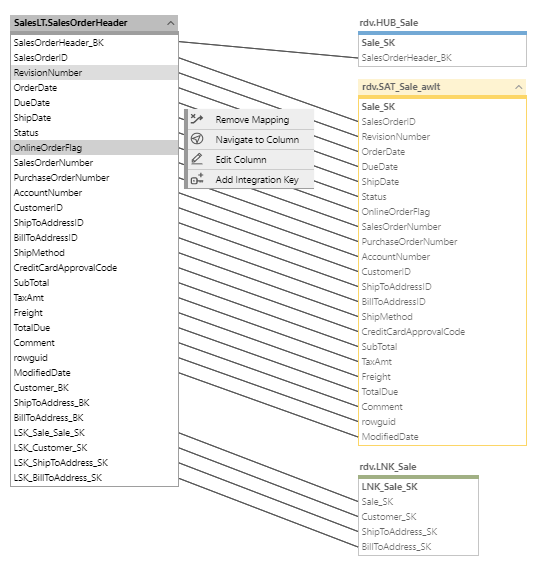 SalesLT.SalesOrderHeader
SalesOrderHeader_BK
SalesOrderID
RevisionNumber
OrderDate
DueDate
ShipDate
Status
OnlineOrderFlag
SalesOrderNumber
PurchaseOrderNumber
AccountNumber
CustomerID
ShipToAddressID
BillToAddressID
ShipMethod
CreditCardApprovalCode
SubTotal
TaxAmt
Freight
TotalDue
Comment
rowguid
ModifiedDate
Customer_BK
ShipToAddress_BK
BillToAddress_BK
LSK_Sale_Sale_SK
LSK_Customer_SK
LSK_ShipToAddress_SK
LSK_BillToAddress_SK
Remove Mapping
Navigate to Column
Edit Column
Add Integration Key
rdv.HUB_Sale
Sale_SK
SalesOrderHeader_BK
rdv.SAT_Sale_awlt
Sale_SK
SalesOrderID
RevisionNumber
OrderDate
DueDate
ShipDate
Status
OnlineOrderFlag
SalesOrderNumber
PurchaseOrderNumber
AccountNumber
CustomerID
ShipToAddressID
BillToAddressID
ShipMethod
CreditCardApprovalCode
SubTotal
TaxAmt
Freight
TotalDue
Comment
rowguid
ModifiedDate
rdv.LNK_Sale
LNK_Sale_SK
Sale_SK
Customer_SK
ShipToAddress_SK
BillToAddress_SK